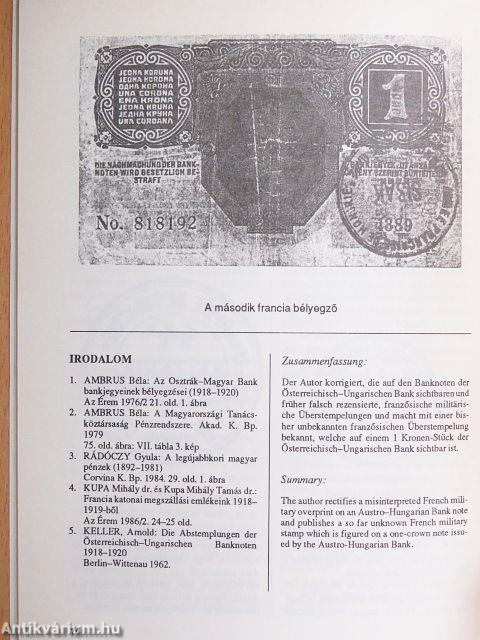 JEDNA KORUNA
JEDNA KORONA
ОДНА КОРОНА
UNA CORONA
ENA KRONA
JEDNA KRUNA
ЈЕДНА КРУНА
UNA COROANA
1
DIE NACHMACHUNG DER BANK-
NOTEN WIRD GESETZLICH BE-
STRAFT
No. 818192
1889
A második francia bélyegző
IRODALOM
1. AMBRUS Béla: Az Osztrák–Magyar Bank
bankjegyeinek bélyegzései (1918–1920)
Az Érem 1976/2 21. old. 1. ábra
2. AMBRUS Béla: A Magyarországi Tanács-
köztársaság Pénzrendszere. Akad. K. Bp.
1979
75. old. ábra: VII. tábla 3. kép
3. RÁDÓCZY Gyula: A legújabbkori magyar
pénzek (1892–1981)
Corvina K. Bp. 1984. 29. old. 1. ábra
4. KUPA Mihály dr. és Kupa Mihály Tamás dr.:
Francia katonai megszállási emlékeink 1918–
1919-ből
Az Érem 1986/2. 24–25 old.
5. KELLER, Arnold: Die Abstemplungen der
Österreichisch–Ungarischen Banknoten
1918–1920
Berlin–Wittenau 1962.
Zusammenfassung:
Der Autor korrigiert, die auf den Banknoten der
Österreichisch–Ungarischen Bank sichtbaren und
früher falsch rezensierte, französische militäris-
che Überstempelungen und macht mit einer bis-
her unbekannten französischen Überstempelung
bekannt, welche auf einem 1 Kronen-Stück der
Österreichisch–Ungarischen Bank sichtbar ist.
Summary:
The author rectifies a misinterpreted French mili-
tary overprint on an Austro–Hungarian Bank note
and publishes a so far unknown French military
stamp which is figured on a one-crown note issued
by the Austro-Hungarian Bank.
Antikvárium.hu